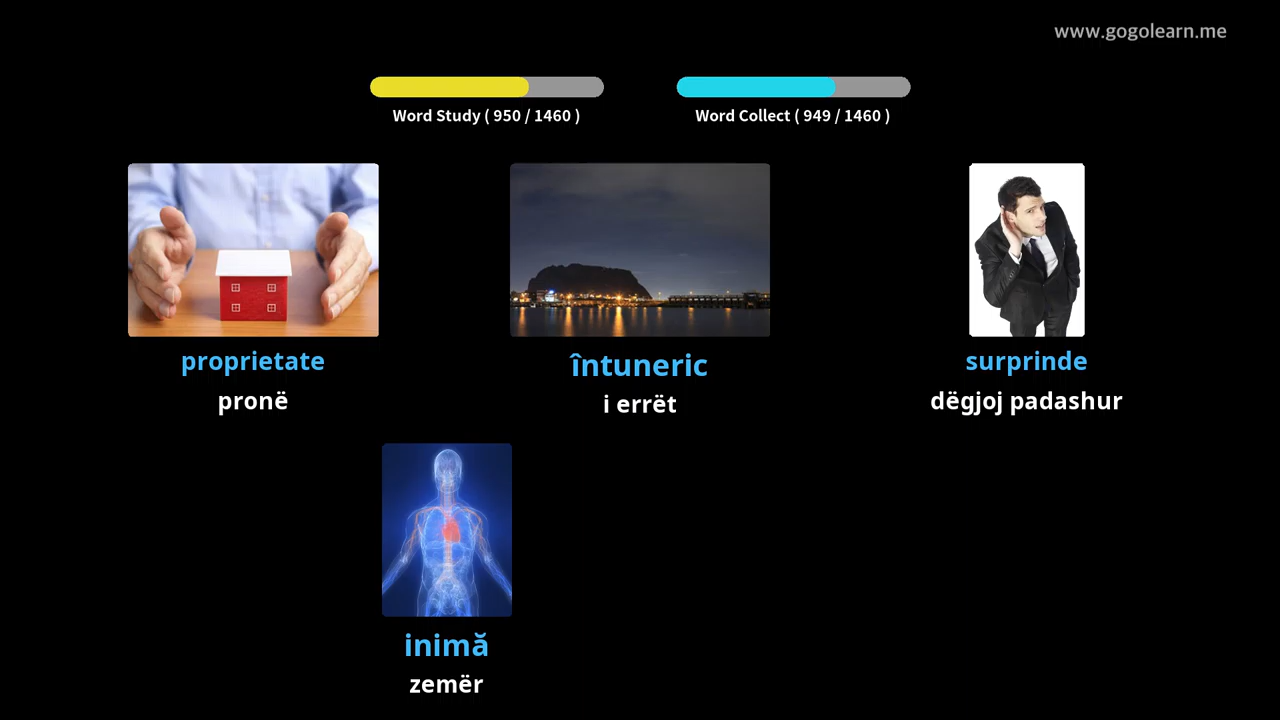 www.gogolearn.me
Word Study ( 950 / 1460 )
Word Collect ( 949 / 1460 )
proprietate
pronë
întuneric
i errët
surprinde
dëgjoj padashur
inimă
zemër